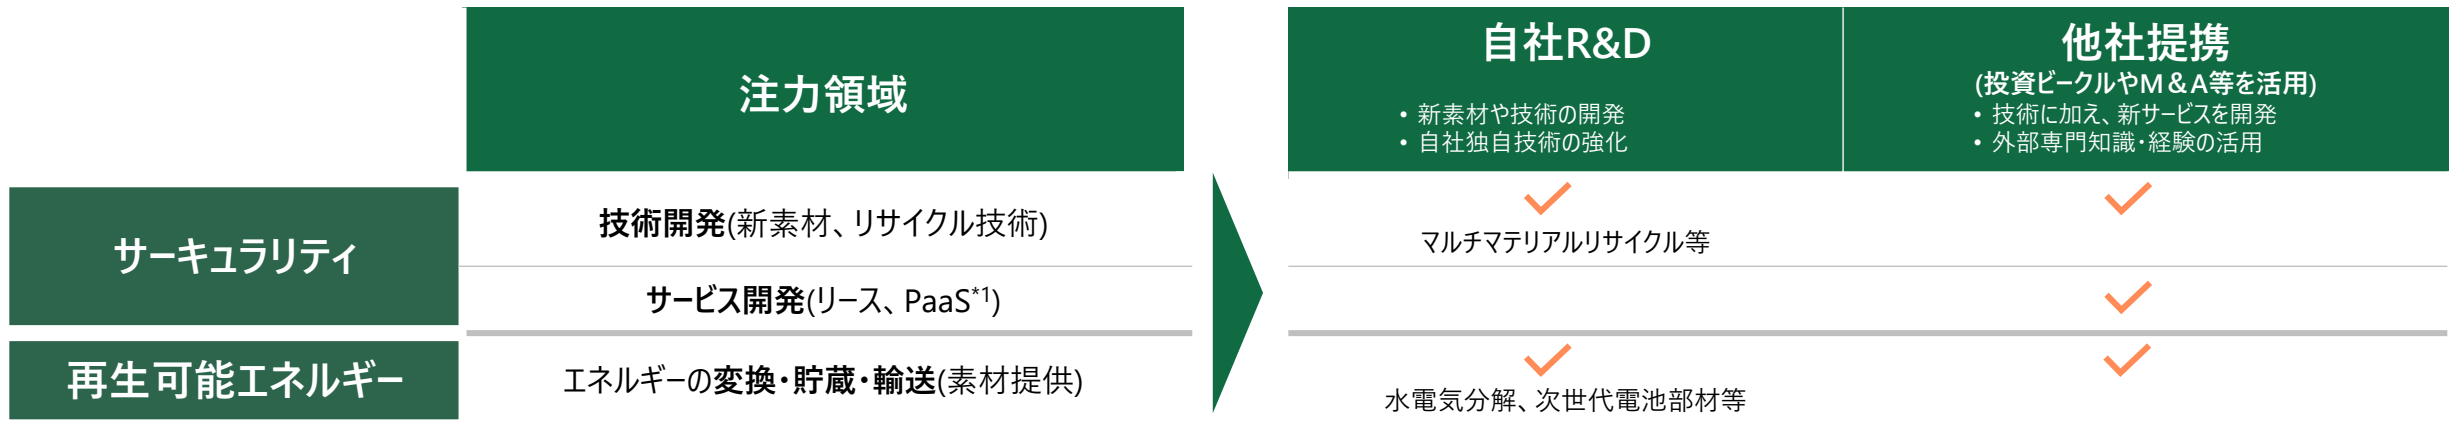 注力領域
自社R&D
• 新素材や技術の開発
• 自社独自技術の強化
他社提携
(投資ビークルやM＆A等を活用)
• 技術に加え、新サービスを開発
• 外部専門知識・経験の活用
サーキュラリティ
技術開発(新素材、リサイクル技術)
マルチマテリアルリサイクル等
サービス開発(リース、PaaS*1)
再生可能エネルギー
エネルギーの変換・貯蔵・輸送(素材提供)
水電気分解、次世代電池部材等